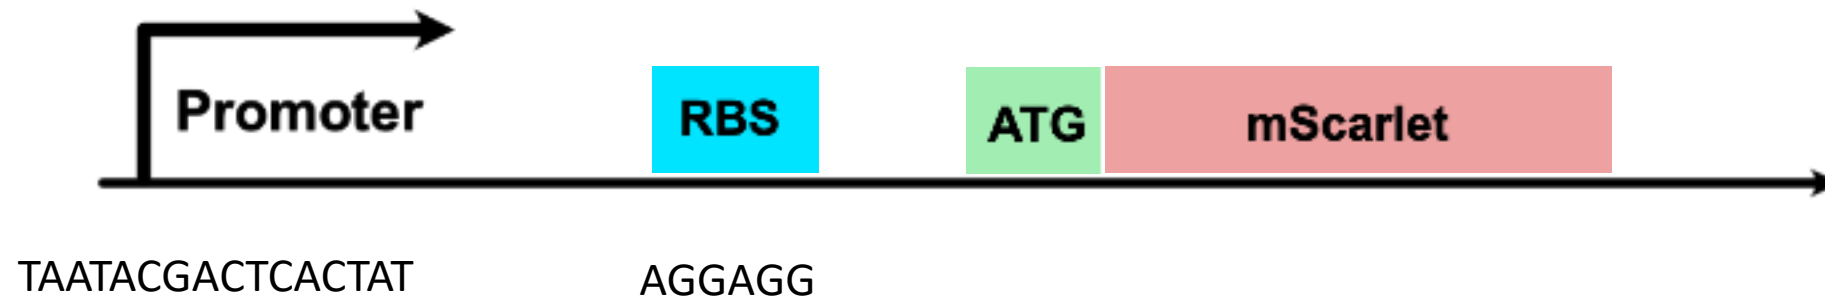 Promoter
RBS
ATG
mScarlet
TAATACGACTCACTAT
AGGAGG